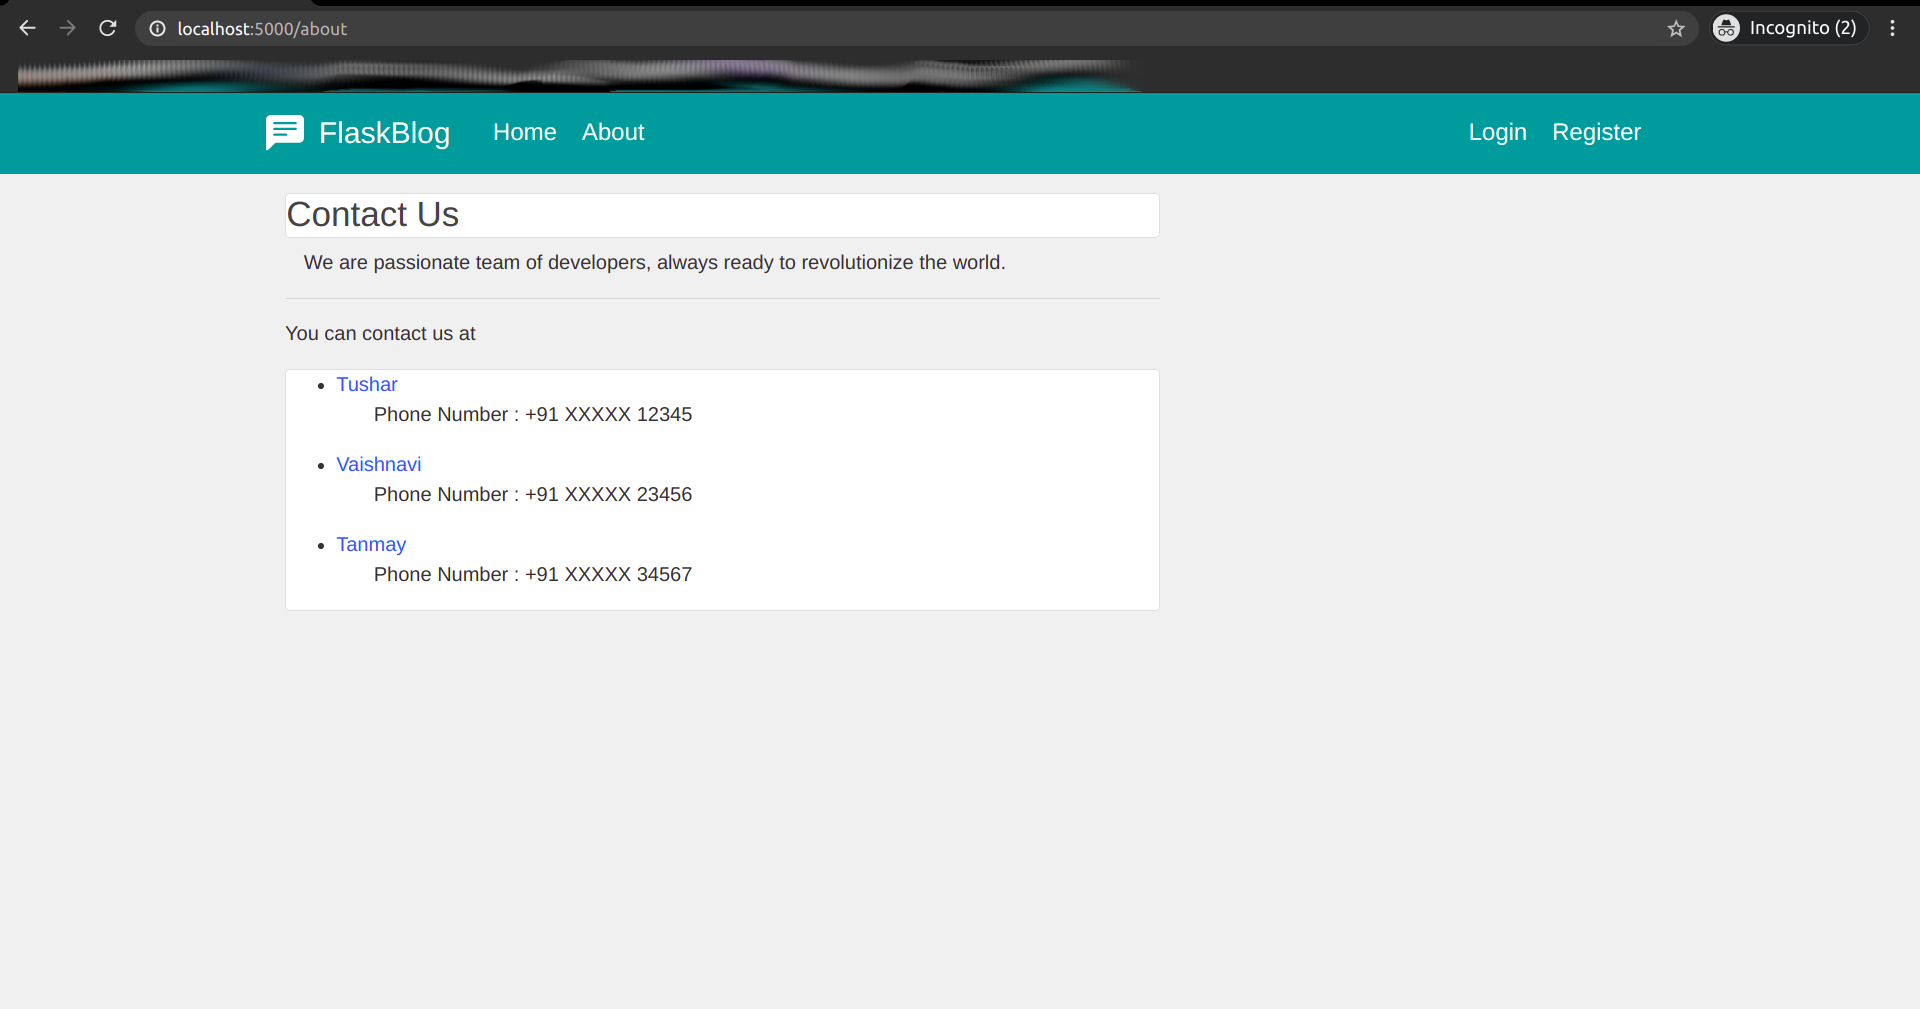 localhost:5000/about
Incognito (2)
FlaskBlog Home About Login Register
Contact Us
We are passionate team of developers, always ready to revolutionize the world.
You can contact us at
Tushar
Phone Number : +91 XXXXX 12345
Vaishnavi
Phone Number : +91 XXXXX 23456
Tanmay
Phone Number : +91 XXXXX 34567